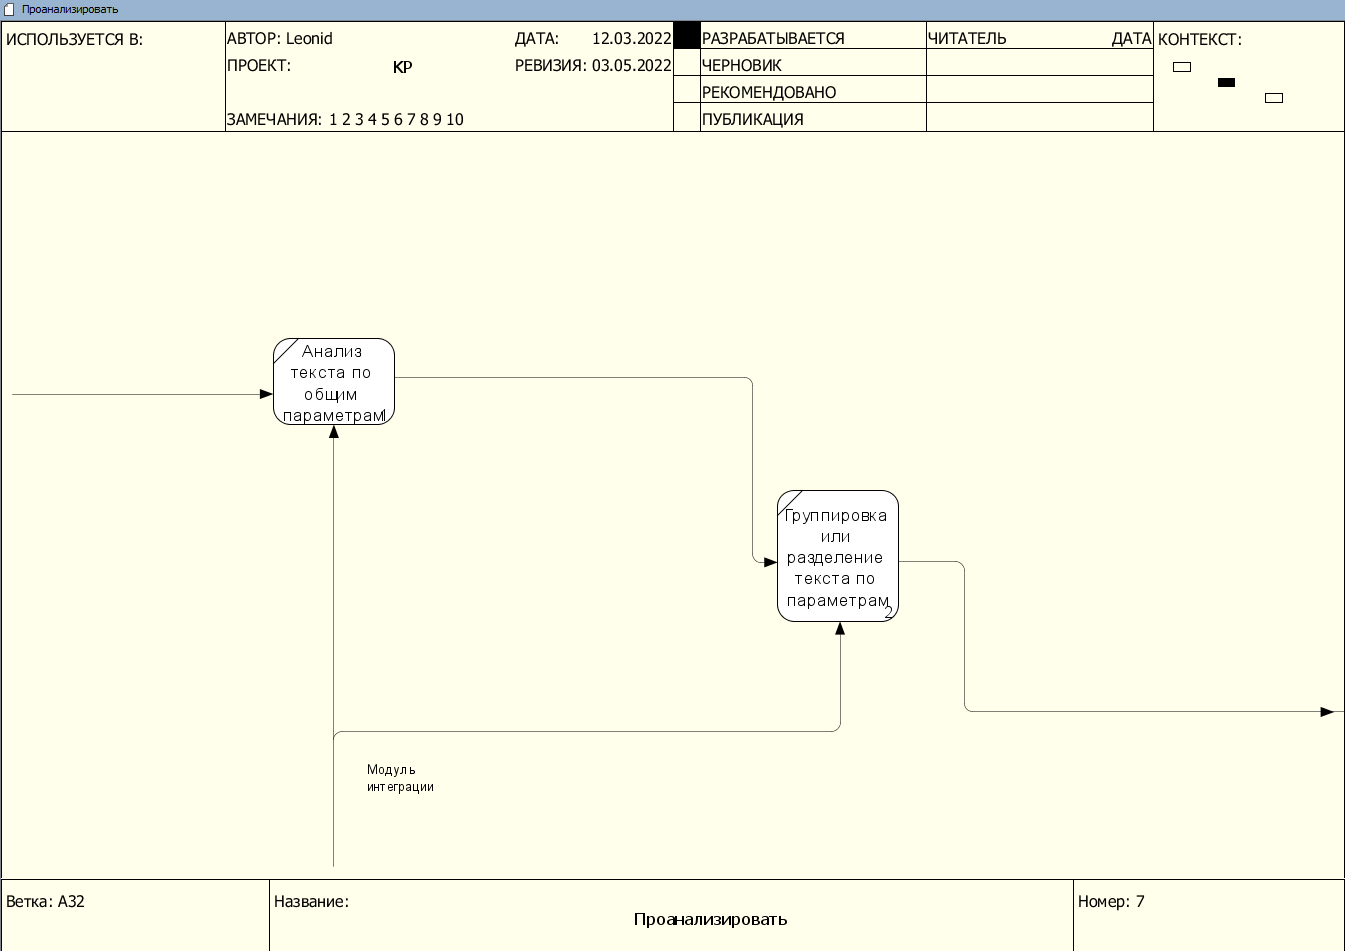 Проанализировать
ИСПОЛЬЗУЕТСЯ В:
АВТОР: Leonid
ДАТА: 12.03.2022
ПРОЕКТ: КР
РЕВИЗИЯ: 03.05.2022
ЗАМЕЧАНИЯ: 1 2 3 4 5 6 7 8 9 10
РАЗРАБАТЫВАЕТСЯ
ЧЕРНОВИК
РЕКОМЕНДОВАНО
ПУБЛИКАЦИЯ
ЧИТАТЕЛЬ
ДАТА
КОНТЕКСТ:
Анализ
текста по
общим
параметрам
1
Группировка
или
разделение
текста по
параметрам
2
Модуль
интеграции
Ветка: A32
Название:
Проанализировать
Номер: 7